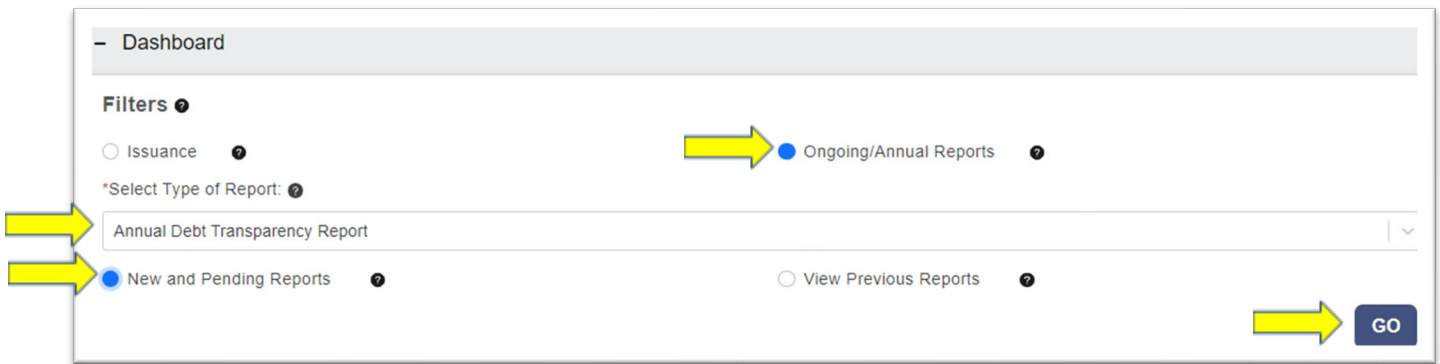 – Dashboard
Filters ?
Issuance ? Ongoing/Annual Reports ?
*Select Type of Report: ?
Annual Debt Transparency Report
New and Pending Reports ? View Previous Reports ?
GO